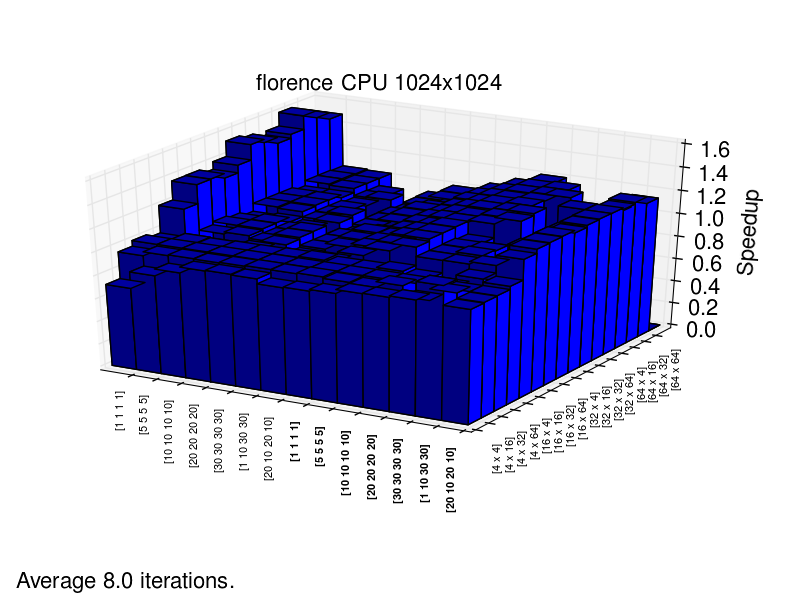 florence CPU 1024x1024
1.6
1.4
1.2
1.0
0.8
0.6
0.4
0.2
0.0
Speedup
[1 1 1 1]
[5 5 5 5]
[10 10 10 10]
[20 20 20 20]
[30 30 30 30]
[1 10 30 30]
[20 10 20 10]
[1 1 1 1]
[5 5 5 5]
[10 10 10 10]
[20 20 20 20]
[30 30 30 30]
[1 10 30 30]
[20 10 20 10]
[4 x 4]
[4 x 16]
[4 x 32]
[4 x 64]
[16 x 4]
[16 x 16]
[16 x 32]
[16 x 64]
[32 x 4]
[32 x 16]
[32 x 32]
[32 x 64]
[64 x 4]
[64 x 16]
[64 x 32]
[64 x 64]
Average 8.0 iterations.